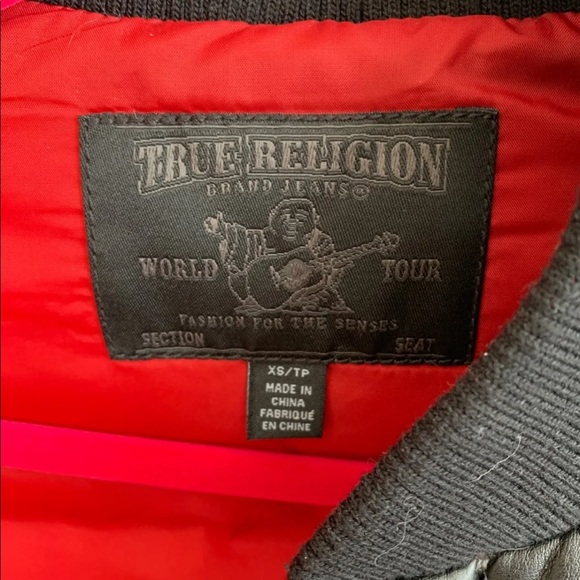 TRUE RELIGION
BRAND JEANS®
WORLD TOUR
FASHION FOR THE SENSES
SECTION SEAT
XS/TP
MADE IN
CHINA
FABRIQUÉ
EN CHINE